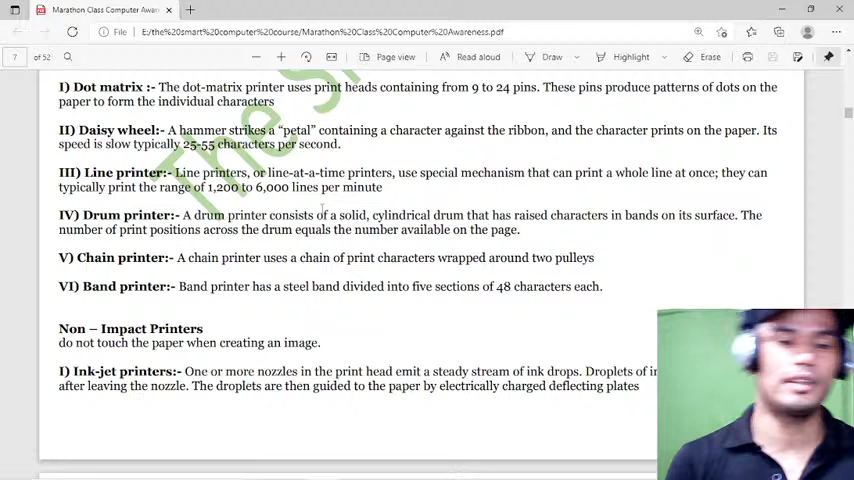 Marathon Class Computer Awar
File
E:/the%20smart%20computer%20course/Marathon%20Class%20Computer%20Awareness.pdf
7 of 52
Page view
Read aloud
Draw
Highlight
Erase
I) Dot matrix :- The dot-matrix printer uses print heads containing from 9 to 24 pins. These pins produce patterns of dots on the
paper to form the individual characters
II) Daisy wheel:- A hammer strikes a “petal” containing a character against the ribbon, and the character prints on the paper. Its
speed is slow typically 25-55 characters per second.
III) Line printer:- Line printers, or line-at-a-time printers, use special mechanism that can print a whole line at once; they can
typically print the range of 1,200 to 6,000 lines per minute
IV) Drum printer:- A drum printer consists of a solid, cylindrical drum that has raised characters in bands on its surface. The
number of print positions across the drum equals the number available on the page.
V) Chain printer:- A chain printer uses a chain of print characters wrapped around two pulleys
VI) Band printer:- Band printer has a steel band divided into five sections of 48 characters each.
Non – Impact Printers
do not touch the paper when creating an image.
I) Ink-jet printers:- One or more nozzles in the print head emit a steady stream of ink drops. Droplets of in
after leaving the nozzle. The droplets are then guided to the paper by electrically charged deflecting plates
The S